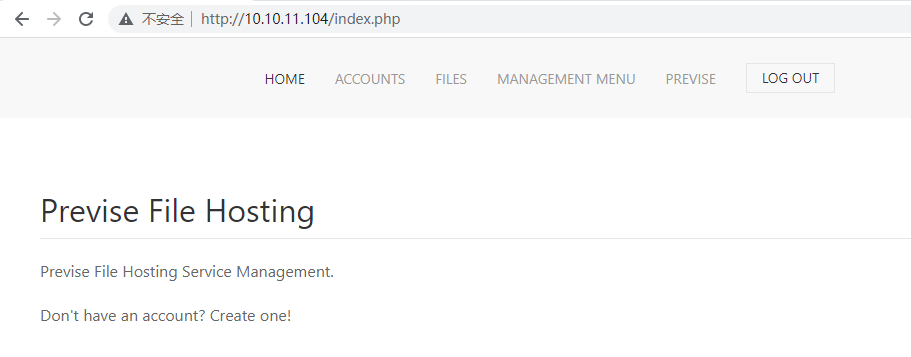 不安全 http://10.10.11.104/index.php
HOME ACCOUNTS FILES MANAGEMENT MENU PREVISE LOG OUT
Previse File Hosting
Previse File Hosting Service Management.
Don't have an account? Create one!